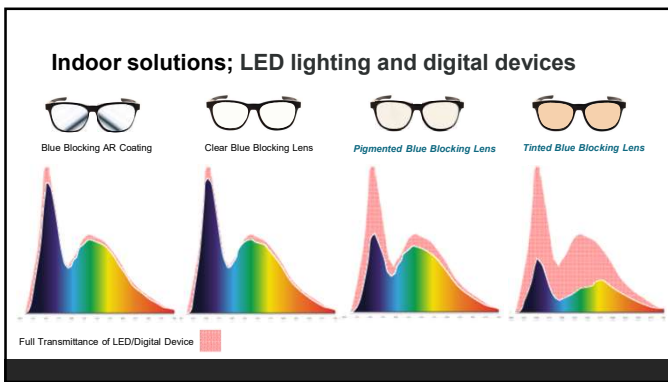 Indoor solutions; LED lighting and digital devices
Blue Blocking AR Coating
Clear Blue Blocking Lens
Pigmented Blue Blocking Lens
Tinted Blue Blocking Lens
Full Transmittance of LED/Digital Device